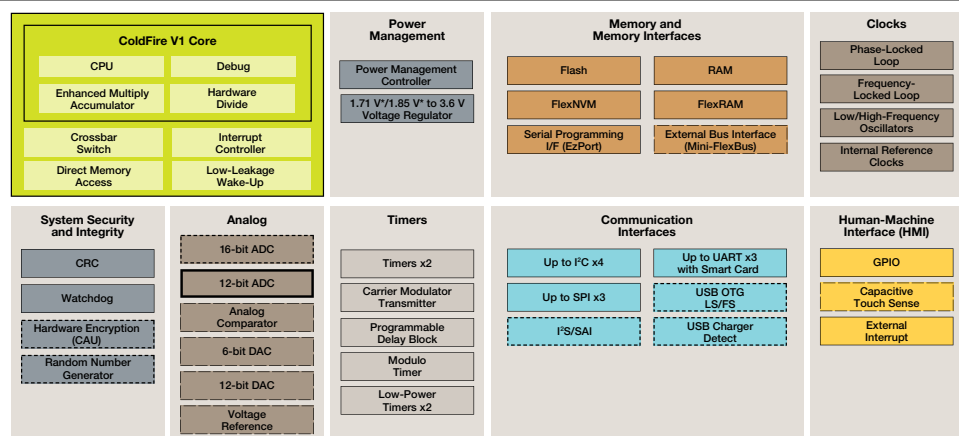 ColdFire V1 Core
CPU
Debug
Enhanced Multiply
Accumulator
Hardware
Divide
Crossbar
Switch
Interrupt
Controller
Direct Memory
Access
Low-Leakage
Wake-Up
Power
Management
Power Management
Controller
1.71 V*/1.85 V* to 3.6 V
Voltage Regulator
Memory and
Memory Interfaces
Flash
RAM
FlexNVM
FlexRAM
Serial Programming
I/F (EzPort)
External Bus Interface
(Mini-FlexBus)
Clocks
Phase-Locked
Loop
Frequency-
Locked Loop
Low/High-Frequency
Oscillators
Internal Reference
Clocks
System Security
and Integrity
CRC
Watchdog
Hardware Encryption
(CAU)
Random Number
Generator
Analog
16-bit ADC
12-bit ADC
Analog
Comparator
6-bit DAC
12-bit DAC
Voltage
Reference
Timers
Timers x2
Carrier Modulator
Transmitter
Programmable
Delay Block
Modulo
Timer
Low-Power
Timers x2
Communication
Interfaces
Up to I²C x4
Up to UART x3
with Smart Card
Up to SPI x3
USB OTG
LS/FS
I²S/SAI
USB Charger
Detect
Human-Machine
Interface (HMI)
GPIO
Capacitive
Touch Sense
External
Interrupt